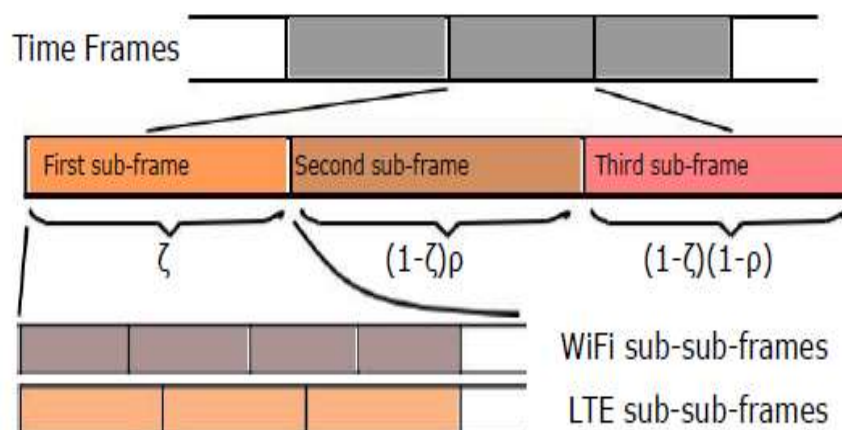 Time Frames
First sub-frame Second sub-frame Third sub-frame
ζ (1-ζ)ρ (1-ζ)(1-ρ)
WiFi sub-sub-frames
LTE sub-sub-frames